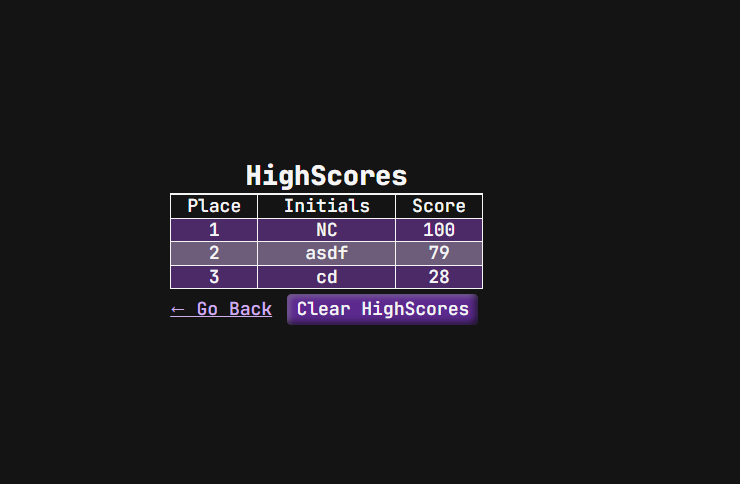 HighScores
Place Initials Score
1 NC 100
2 asdf 79
3 cd 28
← Go Back Clear HighScores